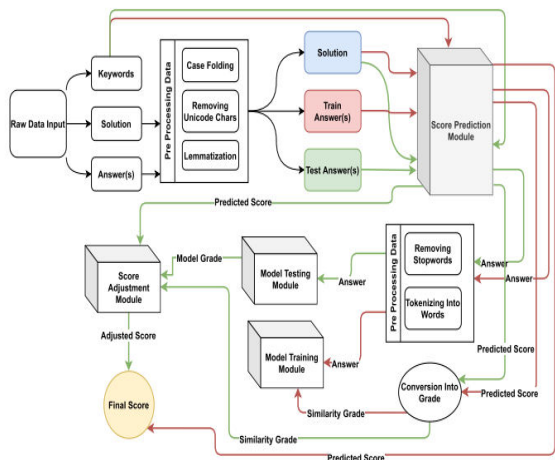 Keywords
Raw Data Input
Solution
Answer(s)
Pre Processing Data
Case Folding
Removing
Unicode Chars
Lemmatization
Solution
Train
Answer(s)
Test Answer(s)
Score Prediction
Module
Predicted Score
Score
Adjustment
Module
Model Grade
Model Testing
Module
Answer
Pre Processing Data
Removing
Stopwords
Tokenizing Into
Words
Answer
Answer
Model Training
Module
Answer
Adjusted Score
Predicted Score
Final Score
Similarity Grade
Conversion Into
Grade
Predicted Score
Similarity Grade
Predicted Score